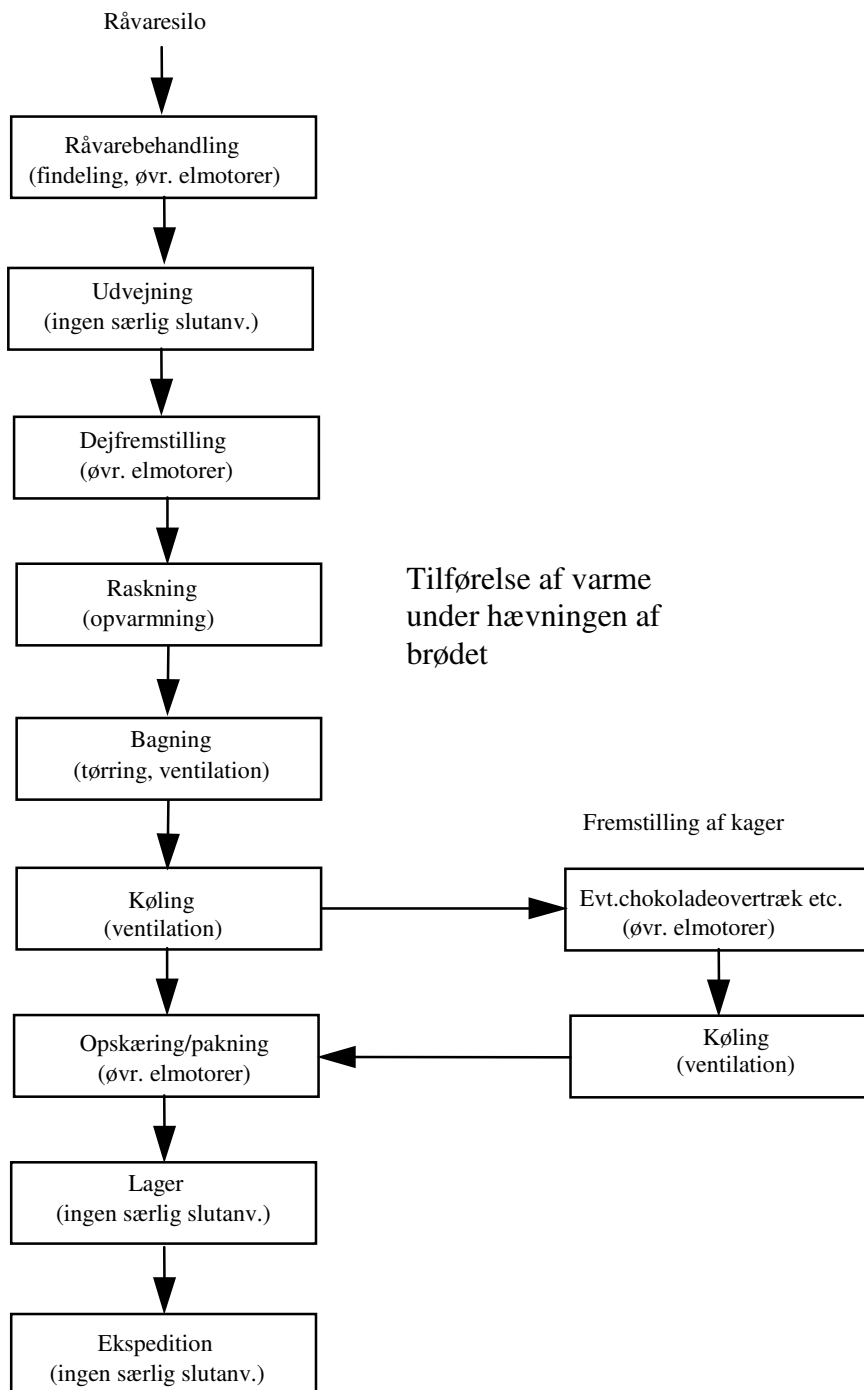 Råvaresilo
Råvarebehandling
(findeling, øvr. elmotorer)
Udvejning
(ingen særlig slutanv.)
Dejfremstilling
(øvr. elmotorer)
Raskning
(opvarmning)
Tilførelse af varme
under hævningen af
brødet
Bagning
(tørring, ventilation)
Fremstilling af kager
Køling
(ventilation)
Evt.chokoladeovertræk etc.
(øvr. elmotorer)
Opskæring/pakning
(øvr. elmotorer)
Køling
(ventilation)
Lager
(ingen særlig slutanv.)
Ekspedition
(ingen særlig slutanv.)